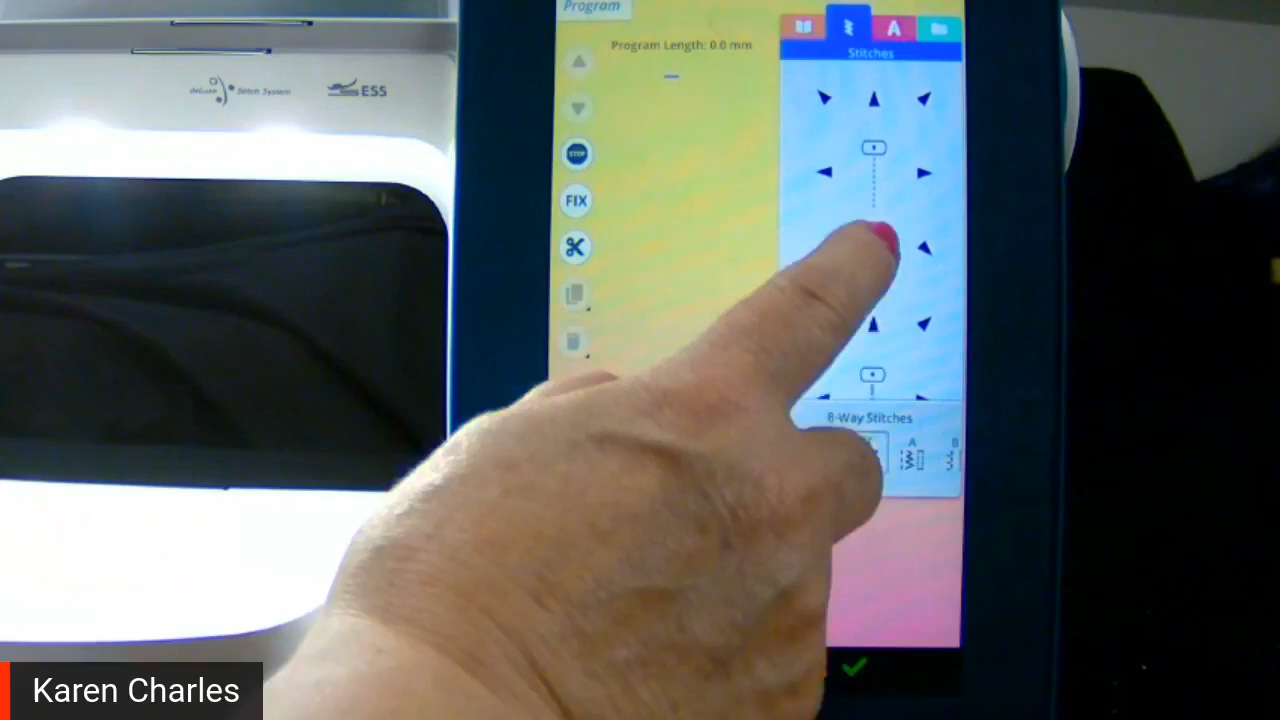 Program
Program Length: 0.0 mm
Stitches
deLuxe Stitch System
ESS
A
STOP
FIX
8-Way Stitches
A
B
Karen Charles